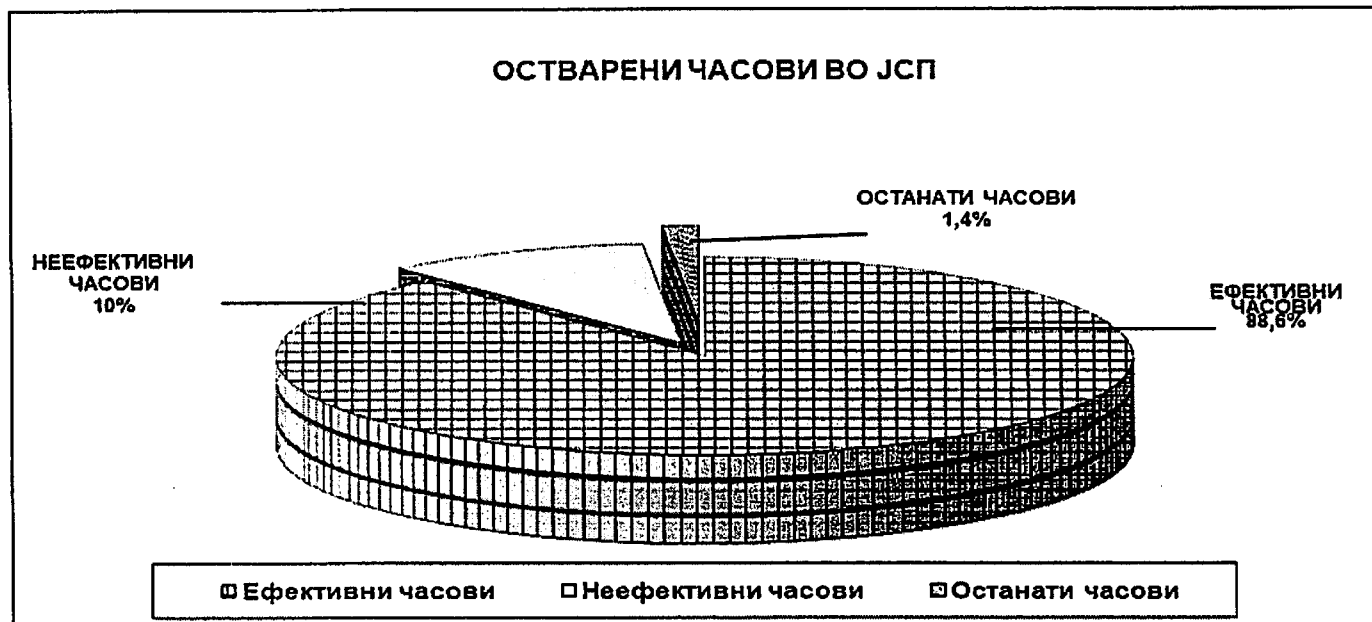 ОСТВАРЕНИ ЧАСОВИ ВО ЈСП
ОСТАНАТИ ЧАСОВИ
1,4%
НЕЕФЕКТИВНИ
ЧАСОВИ
10%
ЕФЕКТИВНИ
ЧАСОВИ
88,6%
Ефективни часови
Неефективни часови
Останати часови